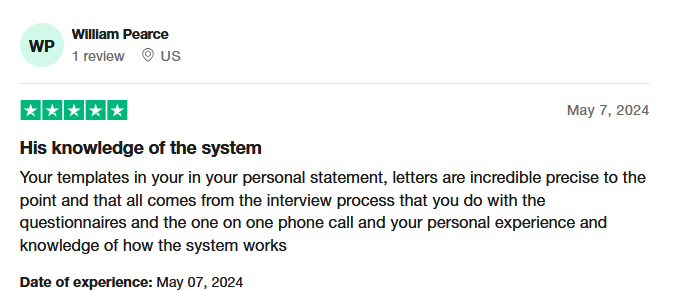 WP
William Pearce
1 review US
May 7, 2024
His knowledge of the system
Your templates in your in your personal statement, letters are incredible precise to the
point and that all comes from the interview process that you do with the
questionnaires and the one on one phone call and your personal experience and
knowledge of how the system works
Date of experience: May 07, 2024